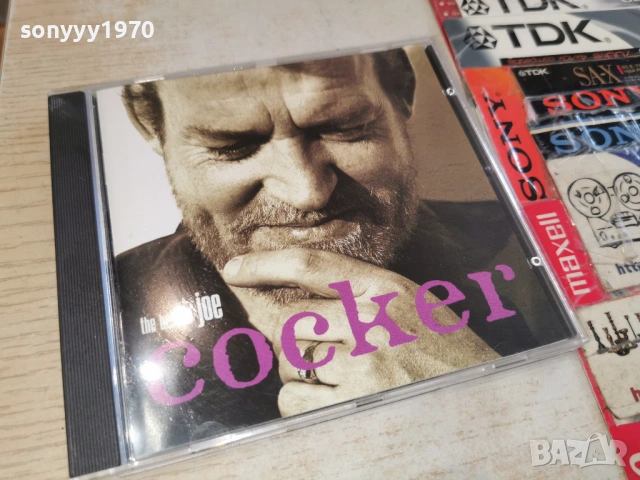 sonyyy1970
TDK
TDK
TDK
SA-X
SONY
SONY
SONY
maxell
the
joe
cocker
BAZAR